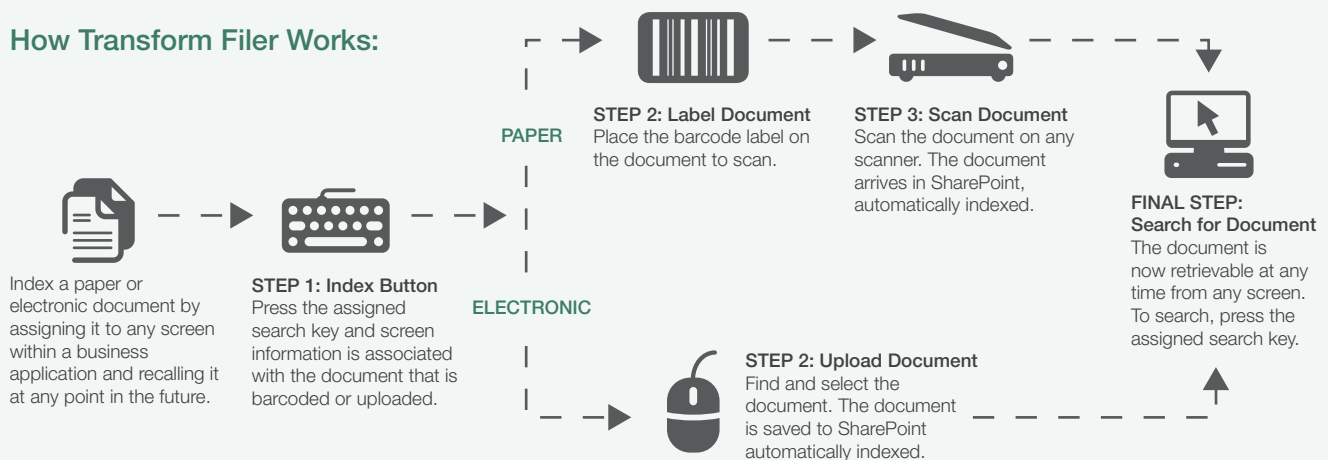 How Transform Filer Works:
Index a paper or
electronic document by
assigning it to any screen
within a business
application and recalling it
at any point in the future.
STEP 1: Index Button
Press the assigned
search key and screen
information is associated
with the document that is
barcoded or uploaded.
PAPER
STEP 2: Label Document
Place the barcode label on
the document to scan.
STEP 3: Scan Document
Scan the document on any
scanner. The document
arrives in SharePoint,
automatically indexed.
ELECTRONIC
STEP 2: Upload Document
Find and select the
document. The document
is saved to SharePoint
automatically indexed.
FINAL STEP:
Search for Document
The document is
now retrievable at any
time from any screen.
To search, press the
assigned search key.